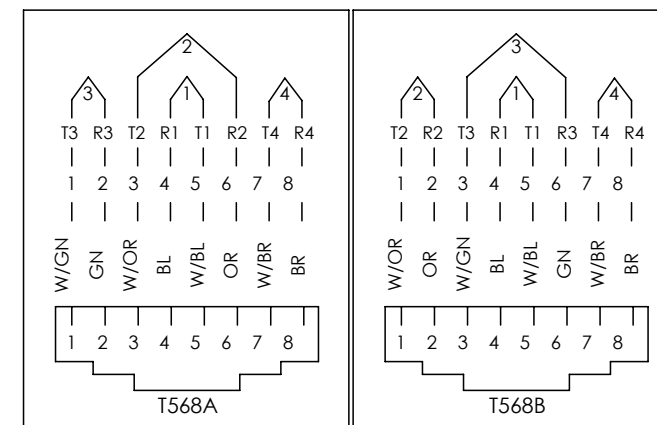 2
3
1
4
T3 R3 T2 R1 T1 R2 T4 R4
1 2 3 4 5 6 7 8
W/GN GN W/OR BL W/BL OR W/BR BR
1 2 3 4 5 6 7 8
T568A
3
2
1
4
T2 R2 T3 R1 T1 R3 T4 R4
1 2 3 4 5 6 7 8
W/OR OR W/GN BL W/BL GN W/BR BR
1 2 3 4 5 6 7 8
T568B